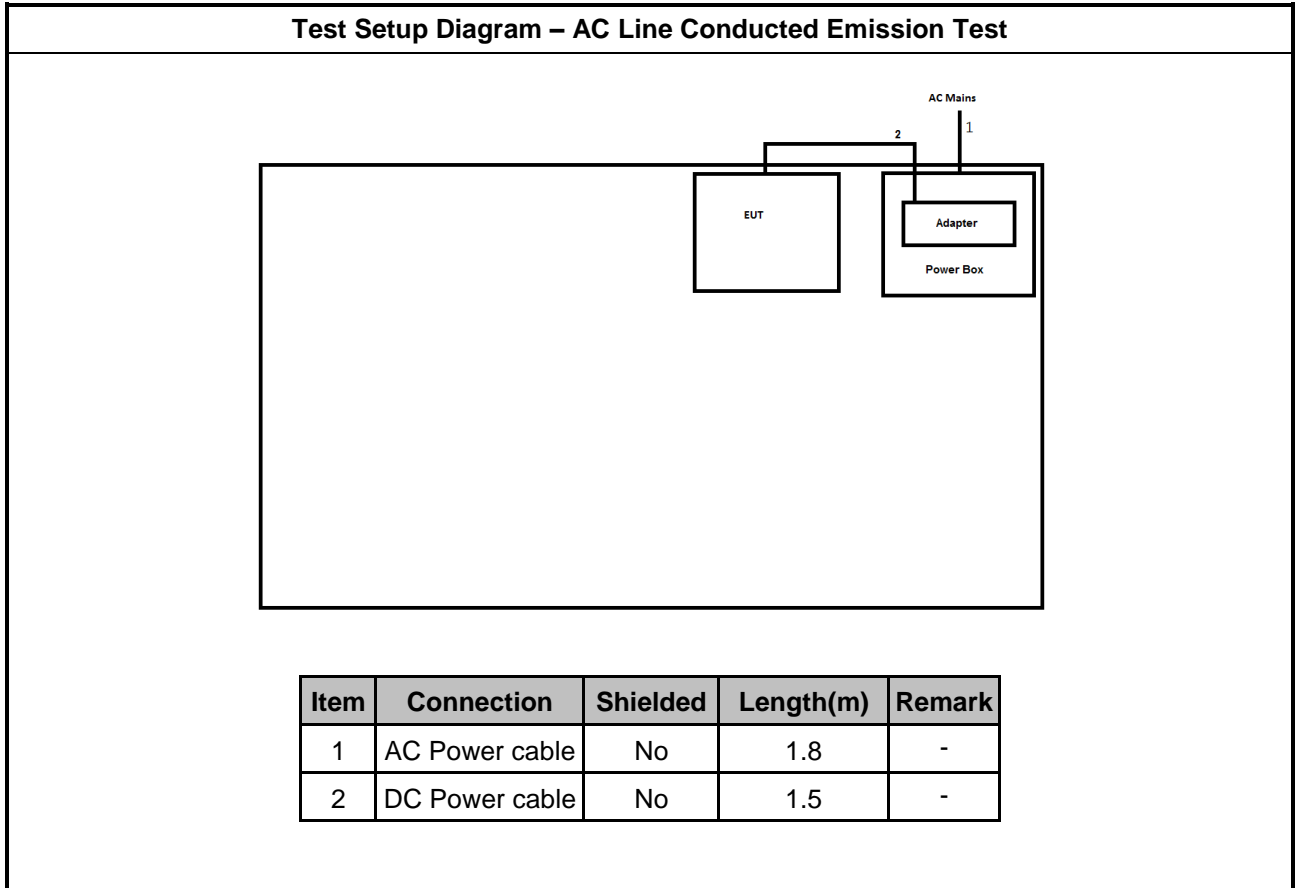 Test Setup Diagram – AC Line Conducted Emission Test
AC Mains
1
2
EUT
Adapter
Power Box
Item Connection Shielded Length(m) Remark
1 AC Power cable No 1.8 -
2 DC Power cable No 1.5 -